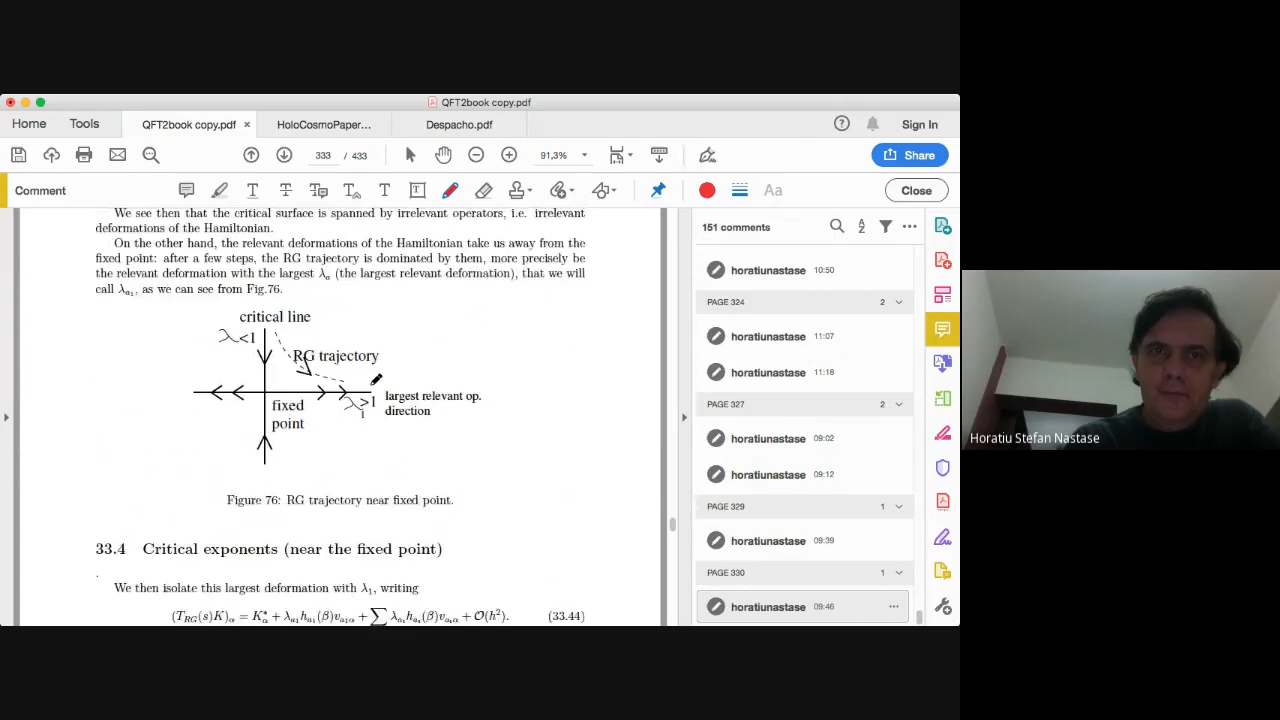 QFT2book copy.pdf
Home Tools QFT2book copy.pdf × HoloCosmoPaper... Despacho.pdf Sign In
333 / 433 91,3% Share
Comment Aa Close
We see then that the critical surface is spanned by irrelevant operators, i.e. irrelevant
deformations of the Hamiltonian.
On the other hand, the relevant deformations of the Hamiltonian take us away from the
fixed point: after a few steps, the RG trajectory is dominated by them, more precisely be
the relevant deformation with the largest λₐ (the largest relevant deformation), that we will
call λₐ₁, as we can see from Fig.76.
critical line
λ<1
RG trajectory
λ₁>1
largest relevant op.
direction
fixed
point
Figure 76: RG trajectory near fixed point.
33.4 Critical exponents (near the fixed point)
.
We then isolate this largest deformation with λ₁, writing
(T_{RG}(s)K)_α = K*_α + λ_{a₁}h_{a₁}(β)v_{a₁α} + ∑ λ_{aᵢ}h_{aᵢ}(β)v_{aᵢα} + O(h²). (33.44)
151 comments
horatiunastase 10:50
PAGE 324 2
horatiunastase 11:07
horatiunastase 11:18
PAGE 327 2
horatiunastase 09:02
horatiunastase 09:12
PAGE 329 1
horatiunastase 09:39
PAGE 330 1
horatiunastase 09:46
Horatiu Stefan Nastase